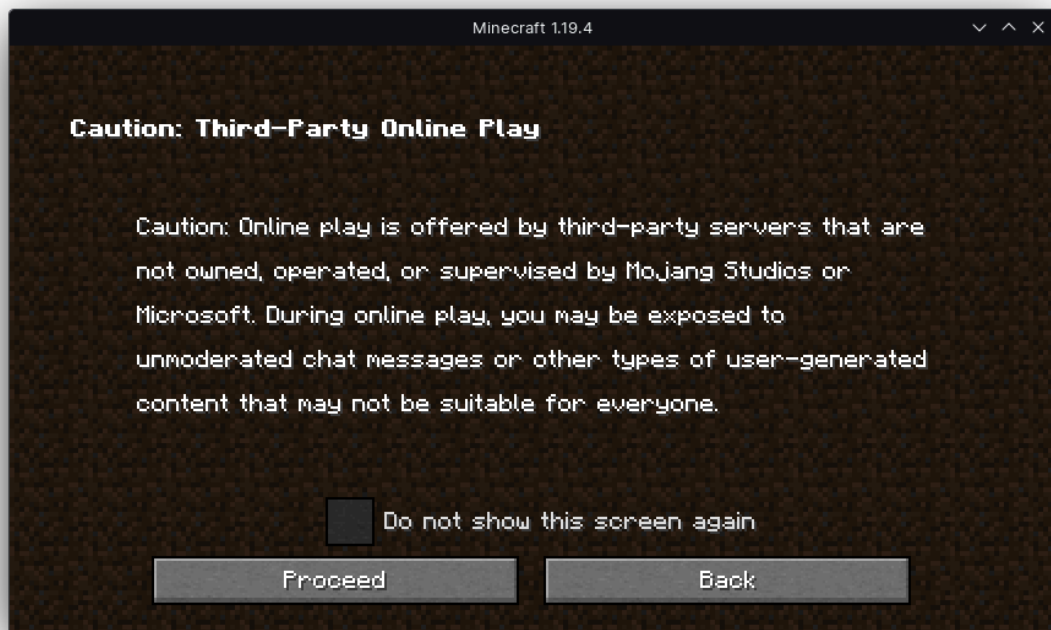 Minecraft 1.19.4
Caution: Third-Party Online Play
Caution: Online play is offered by third-party servers that are
not owned, operated, or supervised by Mojang Studios or
Microsoft. During online play, you may be exposed to
unmoderated chat messages or other types of user-generated
content that may not be suitable for everyone.
Do not show this screen again
Proceed
Back